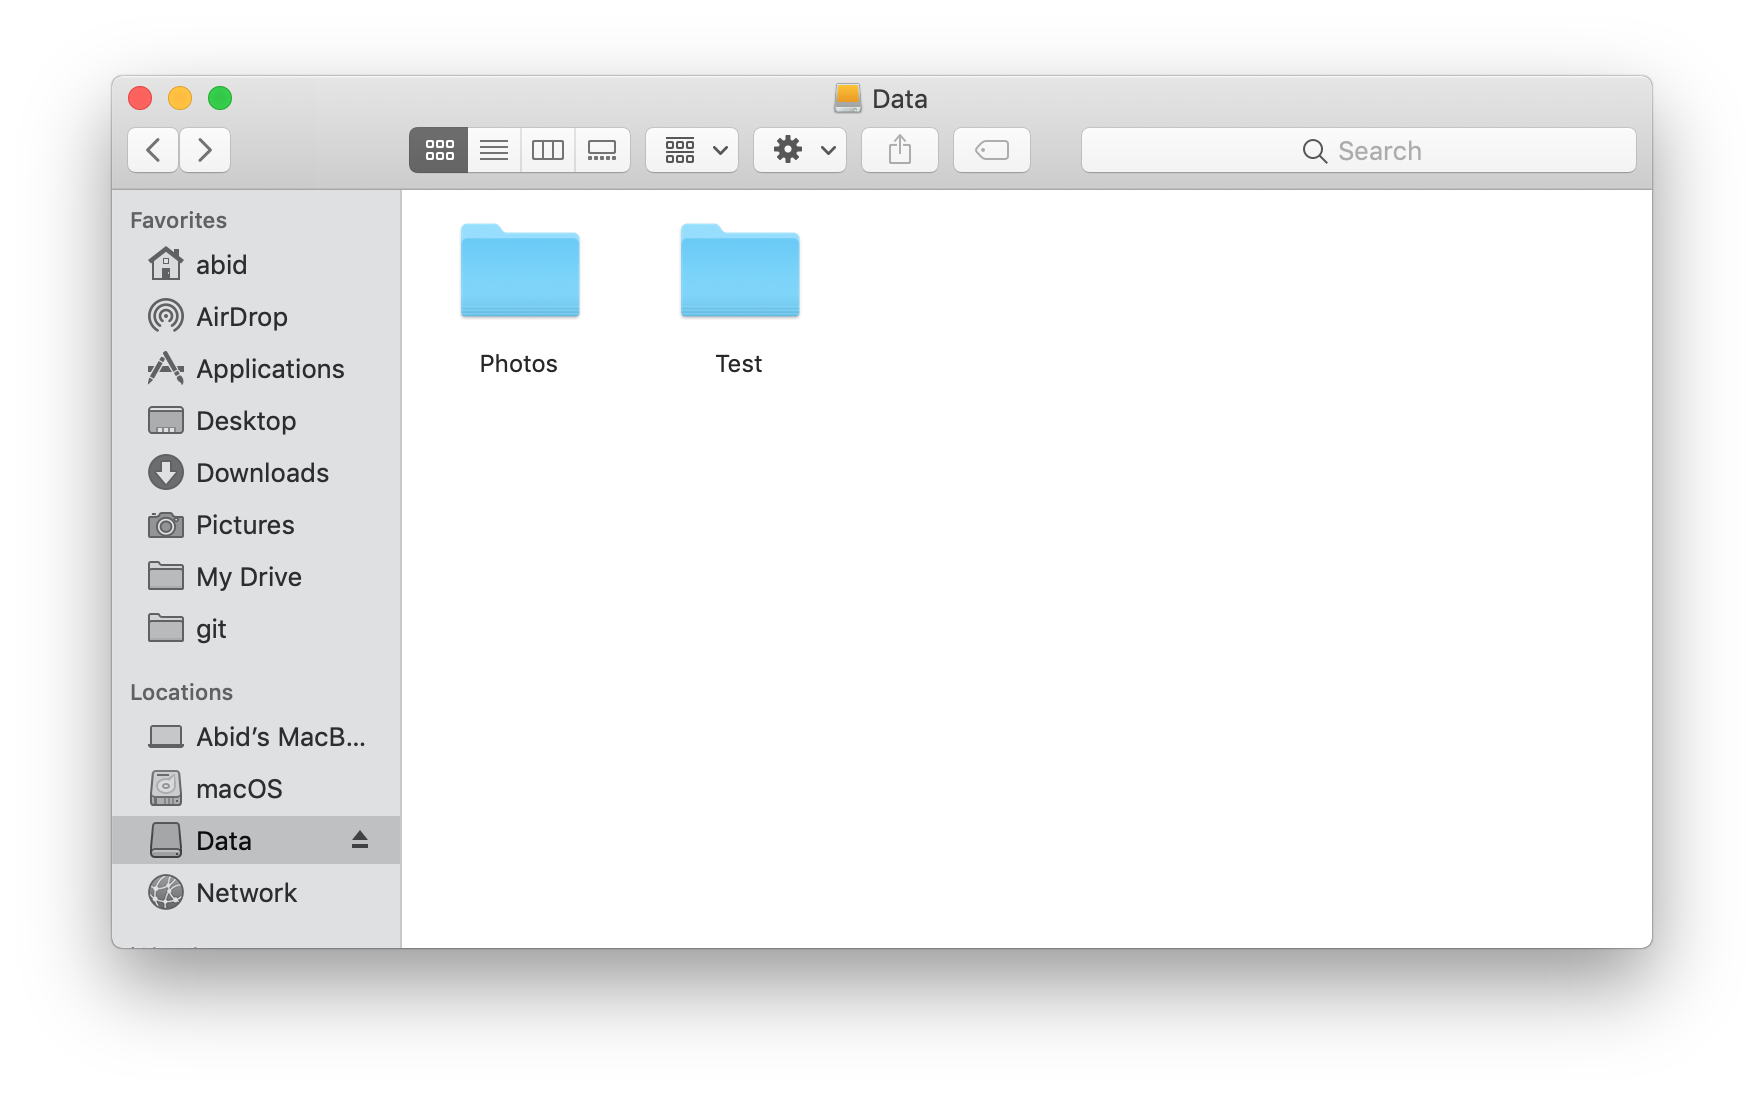 Data
Search
Favorites
abid
AirDrop
Applications
Desktop
Downloads
Pictures
My Drive
git
Locations
Abid’s MacB...
macOS
Data
Network
Photos
Test